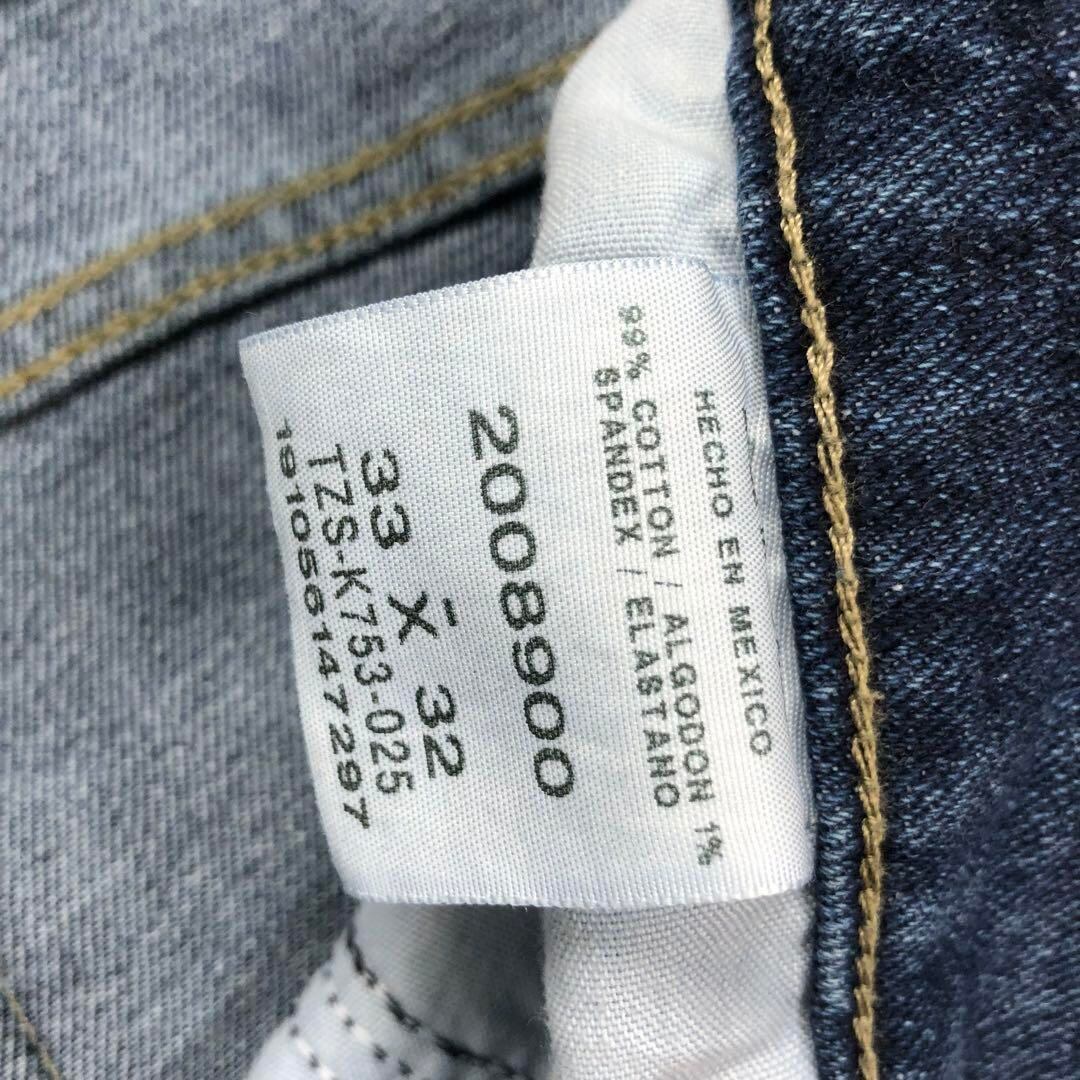 HECHO EN MEXICO
99% COTTON / ALGODON 1%
SPANDEX / ELASTANO
2008900
33 X 32
TZS-K753-025
191056147297